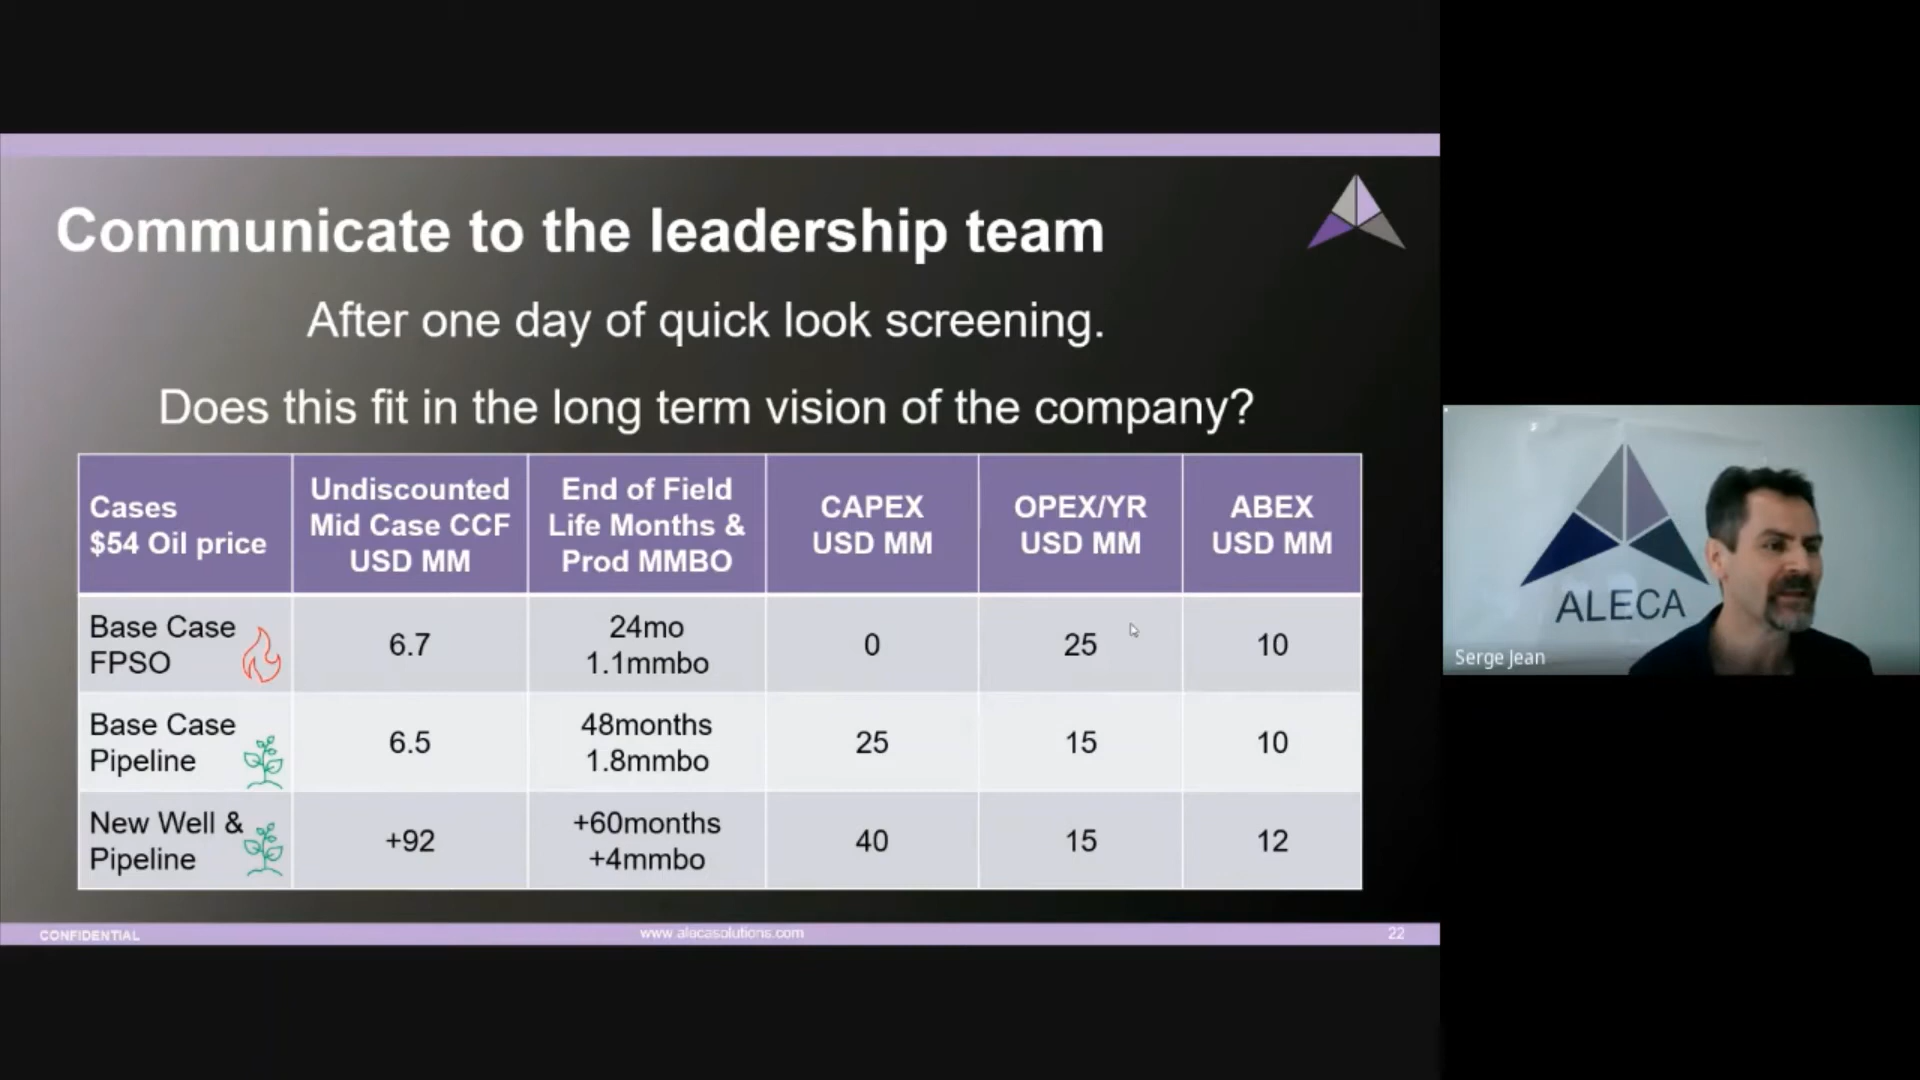 Communicate to the leadership team
After one day of quick look screening.
Does this fit in the long term vision of the company?
Cases
$54 Oil price
Undiscounted
Mid Case CCF
USD MM
End of Field
Life Months &
Prod MMBO
CAPEX
USD MM
OPEX/YR
USD MM
ABEX
USD MM
Base Case
FPSO
6.7
24mo
1.1mmbo
0
25
10
Base Case
Pipeline
6.5
48months
1.8mmbo
25
15
10
New Well &
Pipeline
+92
+60months
+4mmbo
40
15
12
CONFIDENTIAL
www.alecasolutions.com
22
ALECA
Serge Jean